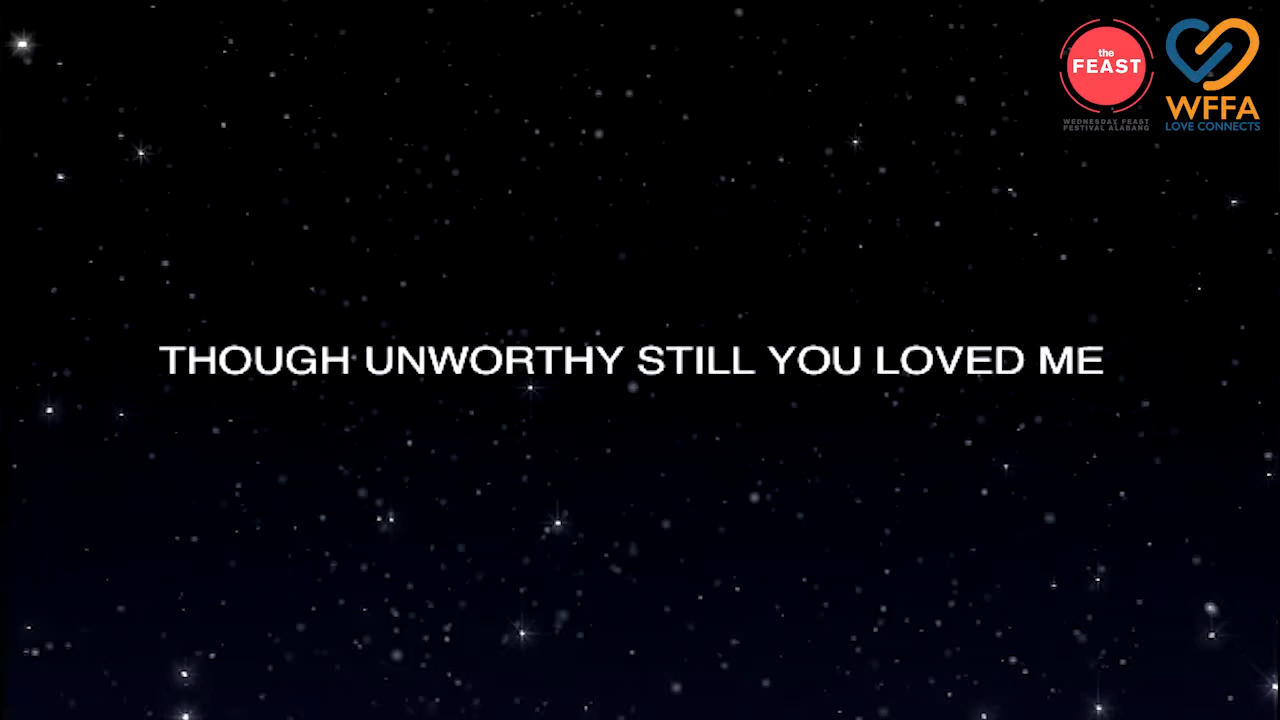 the
FEAST
WEDNESDAY FEAST
FESTIVAL ALABANG
WFFA
LOVE CONNECTS
THOUGH UNWORTHY STILL YOU LOVED ME